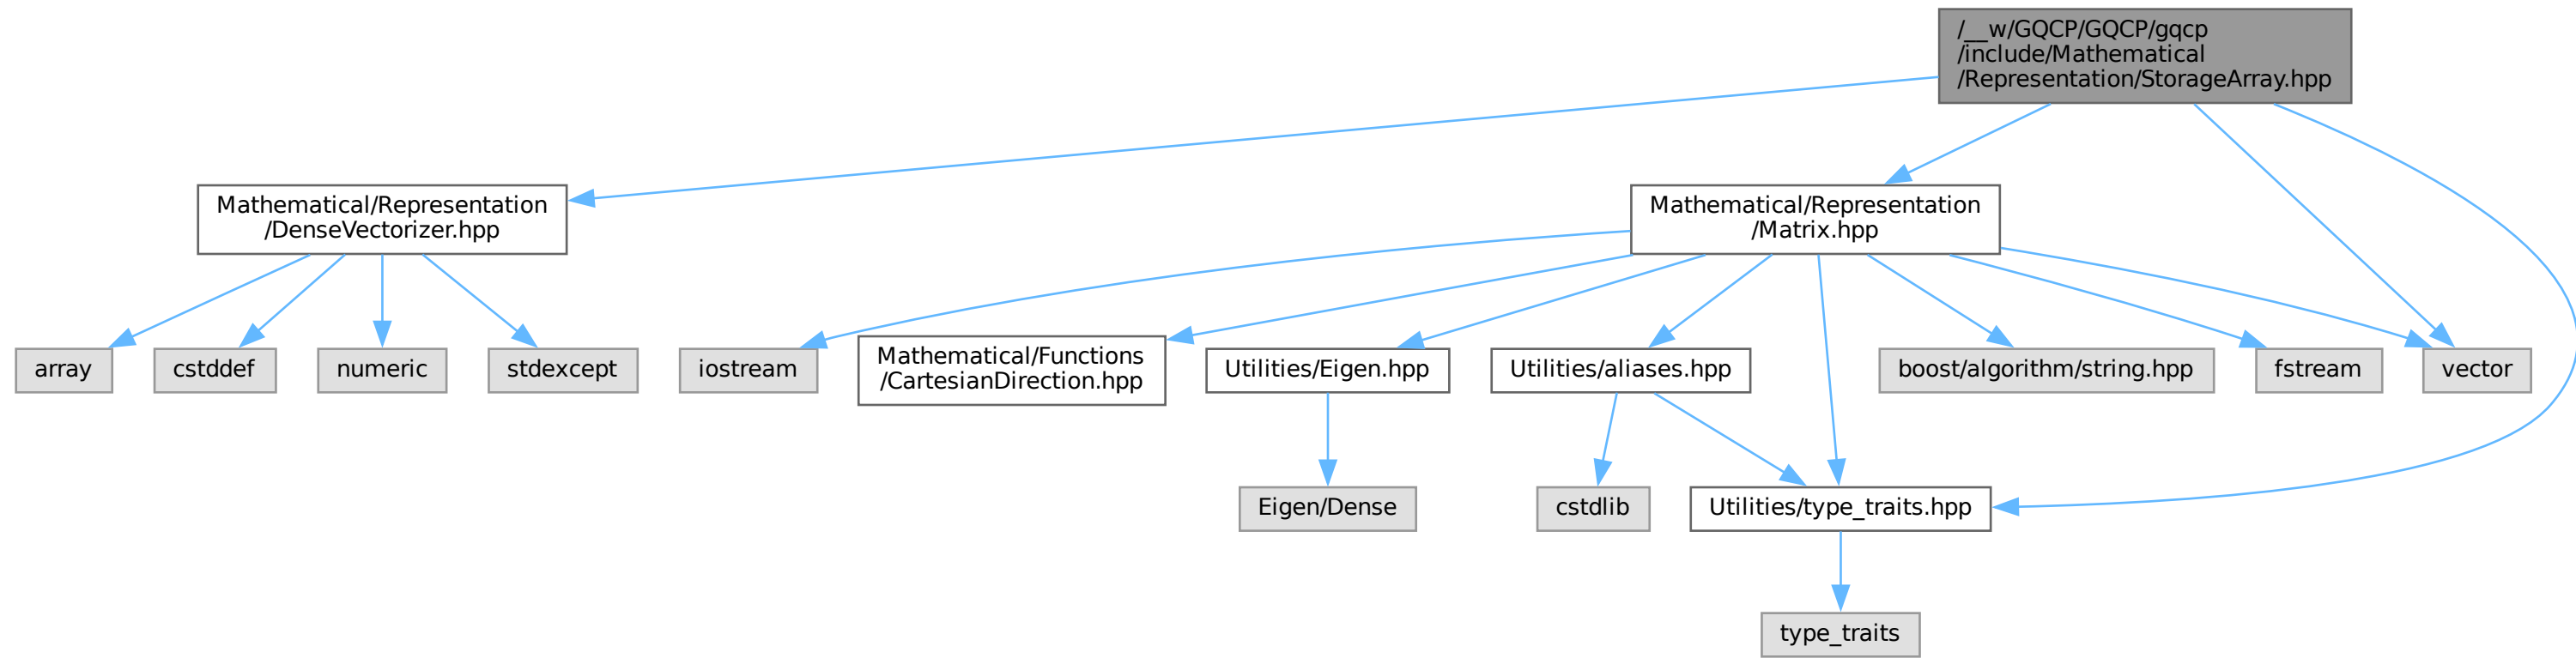 /__w/GQCP/GQCP/gqcp
/include/Mathematical
/Representation/StorageArray.hpp
Mathematical/Representation
/DenseVectorizer.hpp
Mathematical/Representation
/Matrix.hpp
array
cstddef
numeric
stdexcept
iostream
Mathematical/Functions
/CartesianDirection.hpp
Utilities/Eigen.hpp
Utilities/aliases.hpp
boost/algorithm/string.hpp
fstream
vector
Eigen/Dense
cstdlib
Utilities/type_traits.hpp
type_traits